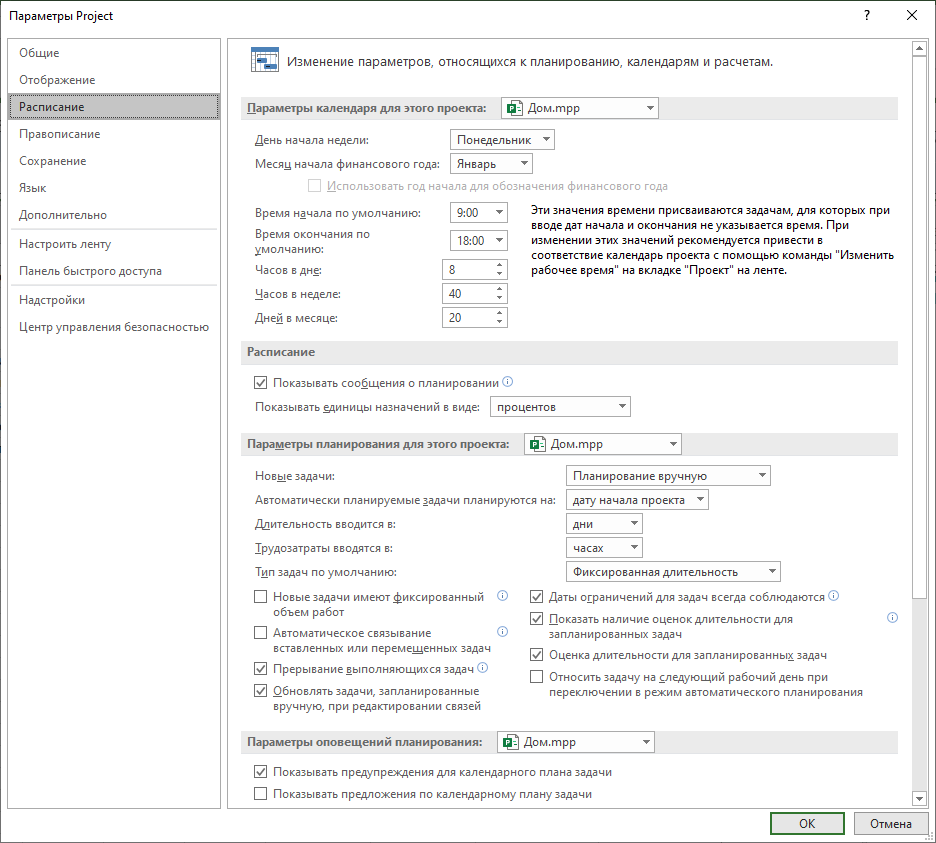 Параметры Project
?
Общие
Отображение
Расписание
Правописание
Сохранение
Язык
Дополнительно
Настроить ленту
Панель быстрого доступа
Надстройки
Центр управления безопасностью
Изменение параметров, относящихся к планированию, календарям и расчетам.
Параметры календаря для этого проекта: Дом.mpp
День начала недели: Понедельник
Месяц начала финансового года: Январь
Использовать год начала для обозначения финансового года
Время начала по умолчанию: 9:00
Время окончания по
умолчанию: 18:00
Часов в дне: 8
Часов в неделе: 40
Дней в месяце: 20
Эти значения времени присваиваются задачам, для которых при
вводе дат начала и окончания не указывается время. При
изменении этих значений рекомендуется привести в
соответствие календарь проекта с помощью команды "Изменить
рабочее время" на вкладке "Проект" на ленте.
Расписание
Показывать сообщения о планировании
Показывать единицы назначений в виде: процентов
Параметры планирования для этого проекта: Дом.mpp
Новые задачи: Планирование вручную
Автоматически планируемые задачи планируются на: дату начала проекта
Длительность вводится в: дни
Трудозатраты вводятся в: часах
Тип задач по умолчанию: Фиксированная длительность
Новые задачи имеют фиксированный
объем работ
Автоматическое связывание
вставленных или перемещенных задач
Прерывание выполняющихся задач
Обновлять задачи, запланированные
вручную, при редактировании связей
Даты ограничений для задач всегда соблюдаются
Показать наличие оценок длительности для
запланированных задач
Оценка длительности для запланированных задач
Относить задачу на следующий рабочий день при
переключении в режим автоматического планирования
Параметры оповещений планирования: Дом.mpp
Показывать предупреждения для календарного плана задачи
Показывать предложения по календарному плану задачи
ОК
Отмена